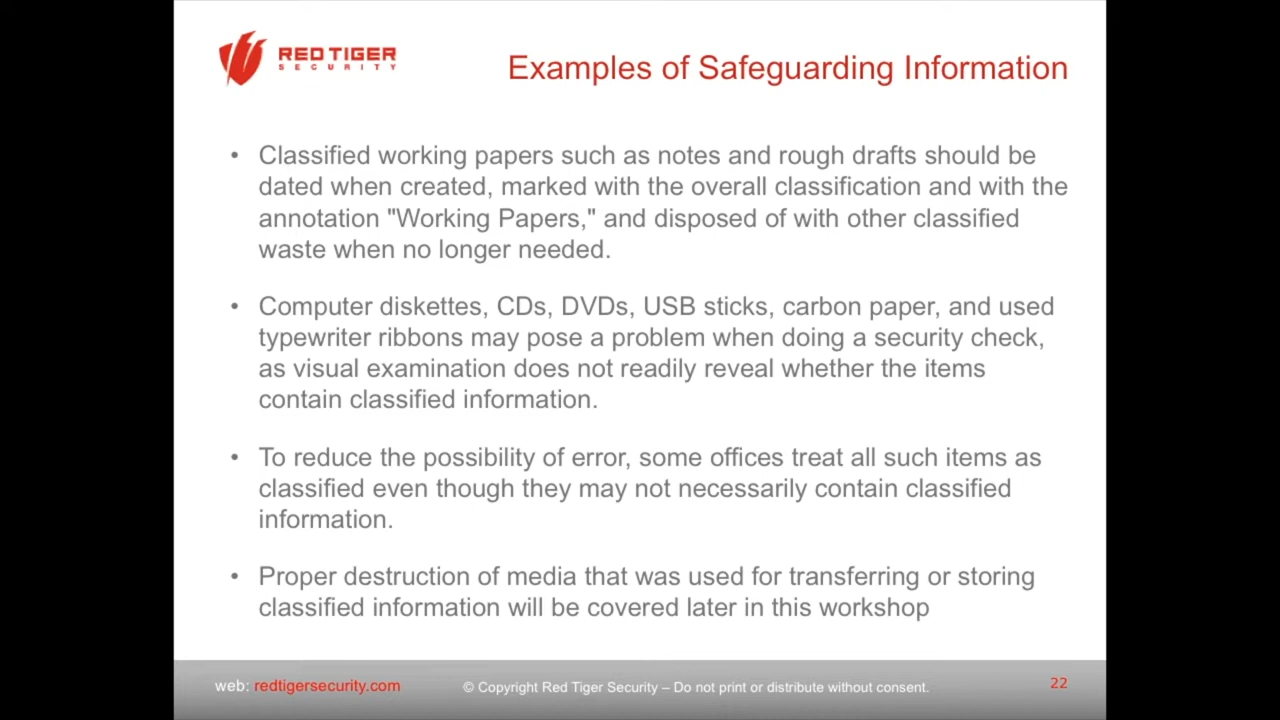 RED TIGER
SECURITY
Examples of Safeguarding Information
• Classified working papers such as notes and rough drafts should be
dated when created, marked with the overall classification and with the
annotation "Working Papers," and disposed of with other classified
waste when no longer needed.
• Computer diskettes, CDs, DVDs, USB sticks, carbon paper, and used
typewriter ribbons may pose a problem when doing a security check,
as visual examination does not readily reveal whether the items
contain classified information.
• To reduce the possibility of error, some offices treat all such items as
classified even though they may not necessarily contain classified
information.
• Proper destruction of media that was used for transferring or storing
classified information will be covered later in this workshop
web: redtigersecurity.com
© Copyright Red Tiger Security – Do not print or distribute without consent.
22